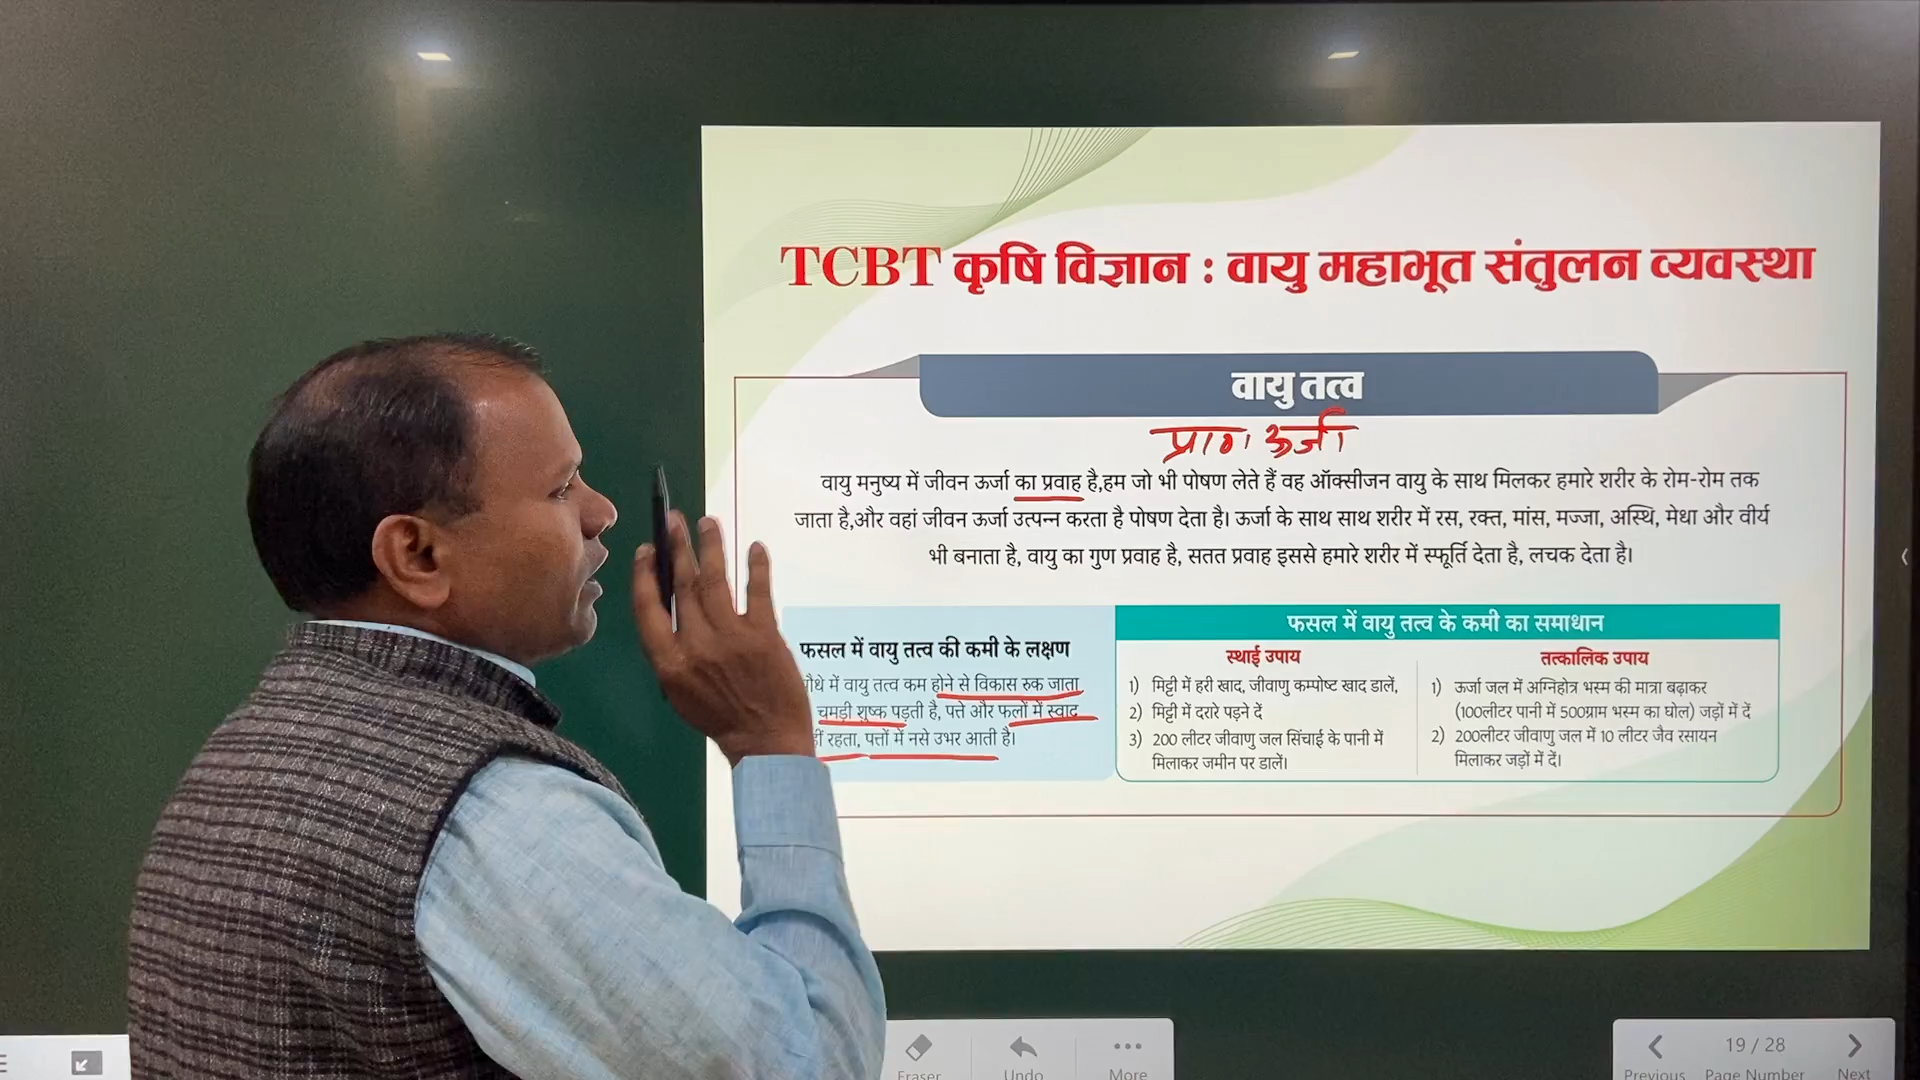 TCBT कृषि विज्ञान : वायु महाभूत संतुलन व्यवस्था
वायु तत्व
प्राण ऊर्जा
वायु मनुष्य में जीवन ऊर्जा का प्रवाह है,हम जो भी पोषण लेते हैं वह ऑक्सीजन वायु के साथ मिलकर हमारे शरीर के रोम-रोम तक
जाता है,और वहां जीवन ऊर्जा उत्पन्न करता है पोषण देता है। ऊर्जा के साथ साथ शरीर में रस, रक्त, मांस, मज्जा, अस्थि, मेधा और वीर्य
भी बनाता है, वायु का गुण प्रवाह है, सतत प्रवाह इससे हमारे शरीर में स्फूर्ति देता है, लचक देता है।
फसल में वायु तत्व की कमी के लक्षण
में वायु तत्व कम होने से विकास रुक जाता
चमड़ी शुष्क पड़ती है, पत्ते और फलों में स्वाद
रहता, पत्तों में नसे उभर आती है।
फसल में वायु तत्व के कमी का समाधान
स्थाई उपाय
1) मिट्टी में हरी खाद, जीवाणु कम्पोष्ट खाद डालें,
2) मिट्टी में दरारे पड़ने दें
3) 200 लीटर जीवाणु जल सिंचाई के पानी में
मिलाकर जमीन पर डालें।
तत्कालिक उपाय
1) ऊर्जा जल में अग्निहोत्र भस्म की मात्रा बढ़ाकर
(100लीटर पानी में 500ग्राम भस्म का घोल) जड़ों में दें
2) 200लीटर जीवाणु जल में 10 लीटर जैव रसायन
मिलाकर जड़ों में दें।
Eraser
Undo
More
19 / 28
Previous Page Number Next